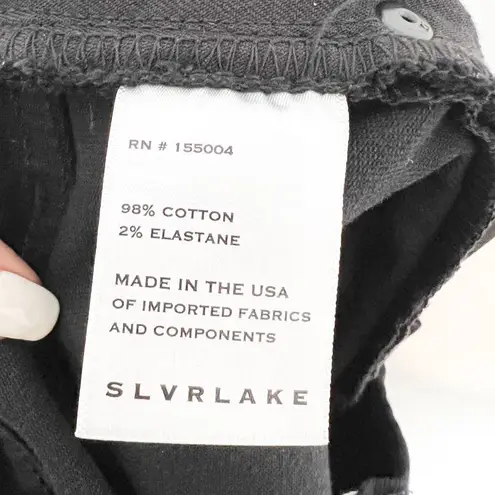 RN # 155004
98% COTTON
2% ELASTANE
MADE IN THE USA
OF IMPORTED FABRICS
AND COMPONENTS
SLVRLAKE